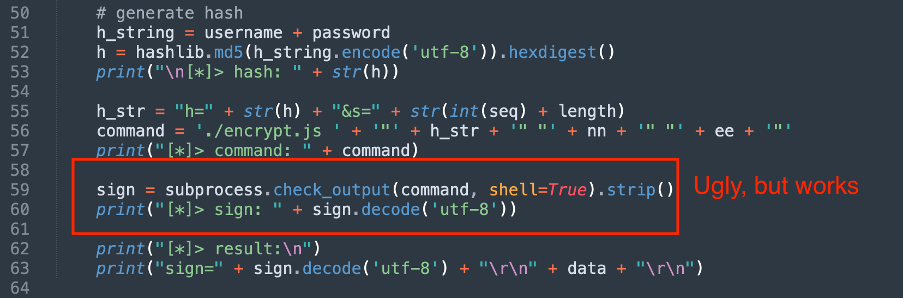 50 # generate hash
51 h_string = username + password
52 h = hashlib.md5(h_string.encode('utf-8')).hexdigest()
53 print("\n[*]> hash: " + str(h))
54
55 h_str = "h=" + str(h) + "&s=" + str(int(seq) + length)
56 command = './encrypt.js ' + '"' + h_str + '" "' + nn + '" "' + ee + '"'
57 print("[*]> command: " + command)
58
59 sign = subprocess.check_output(command, shell=True).strip() Ugly, but works
60 print("[*]> sign: " + sign.decode('utf-8'))
61
62 print("[*]> result:\n")
63 print("sign=" + sign.decode('utf-8') + "\r\n" + data + "\r\n")
64